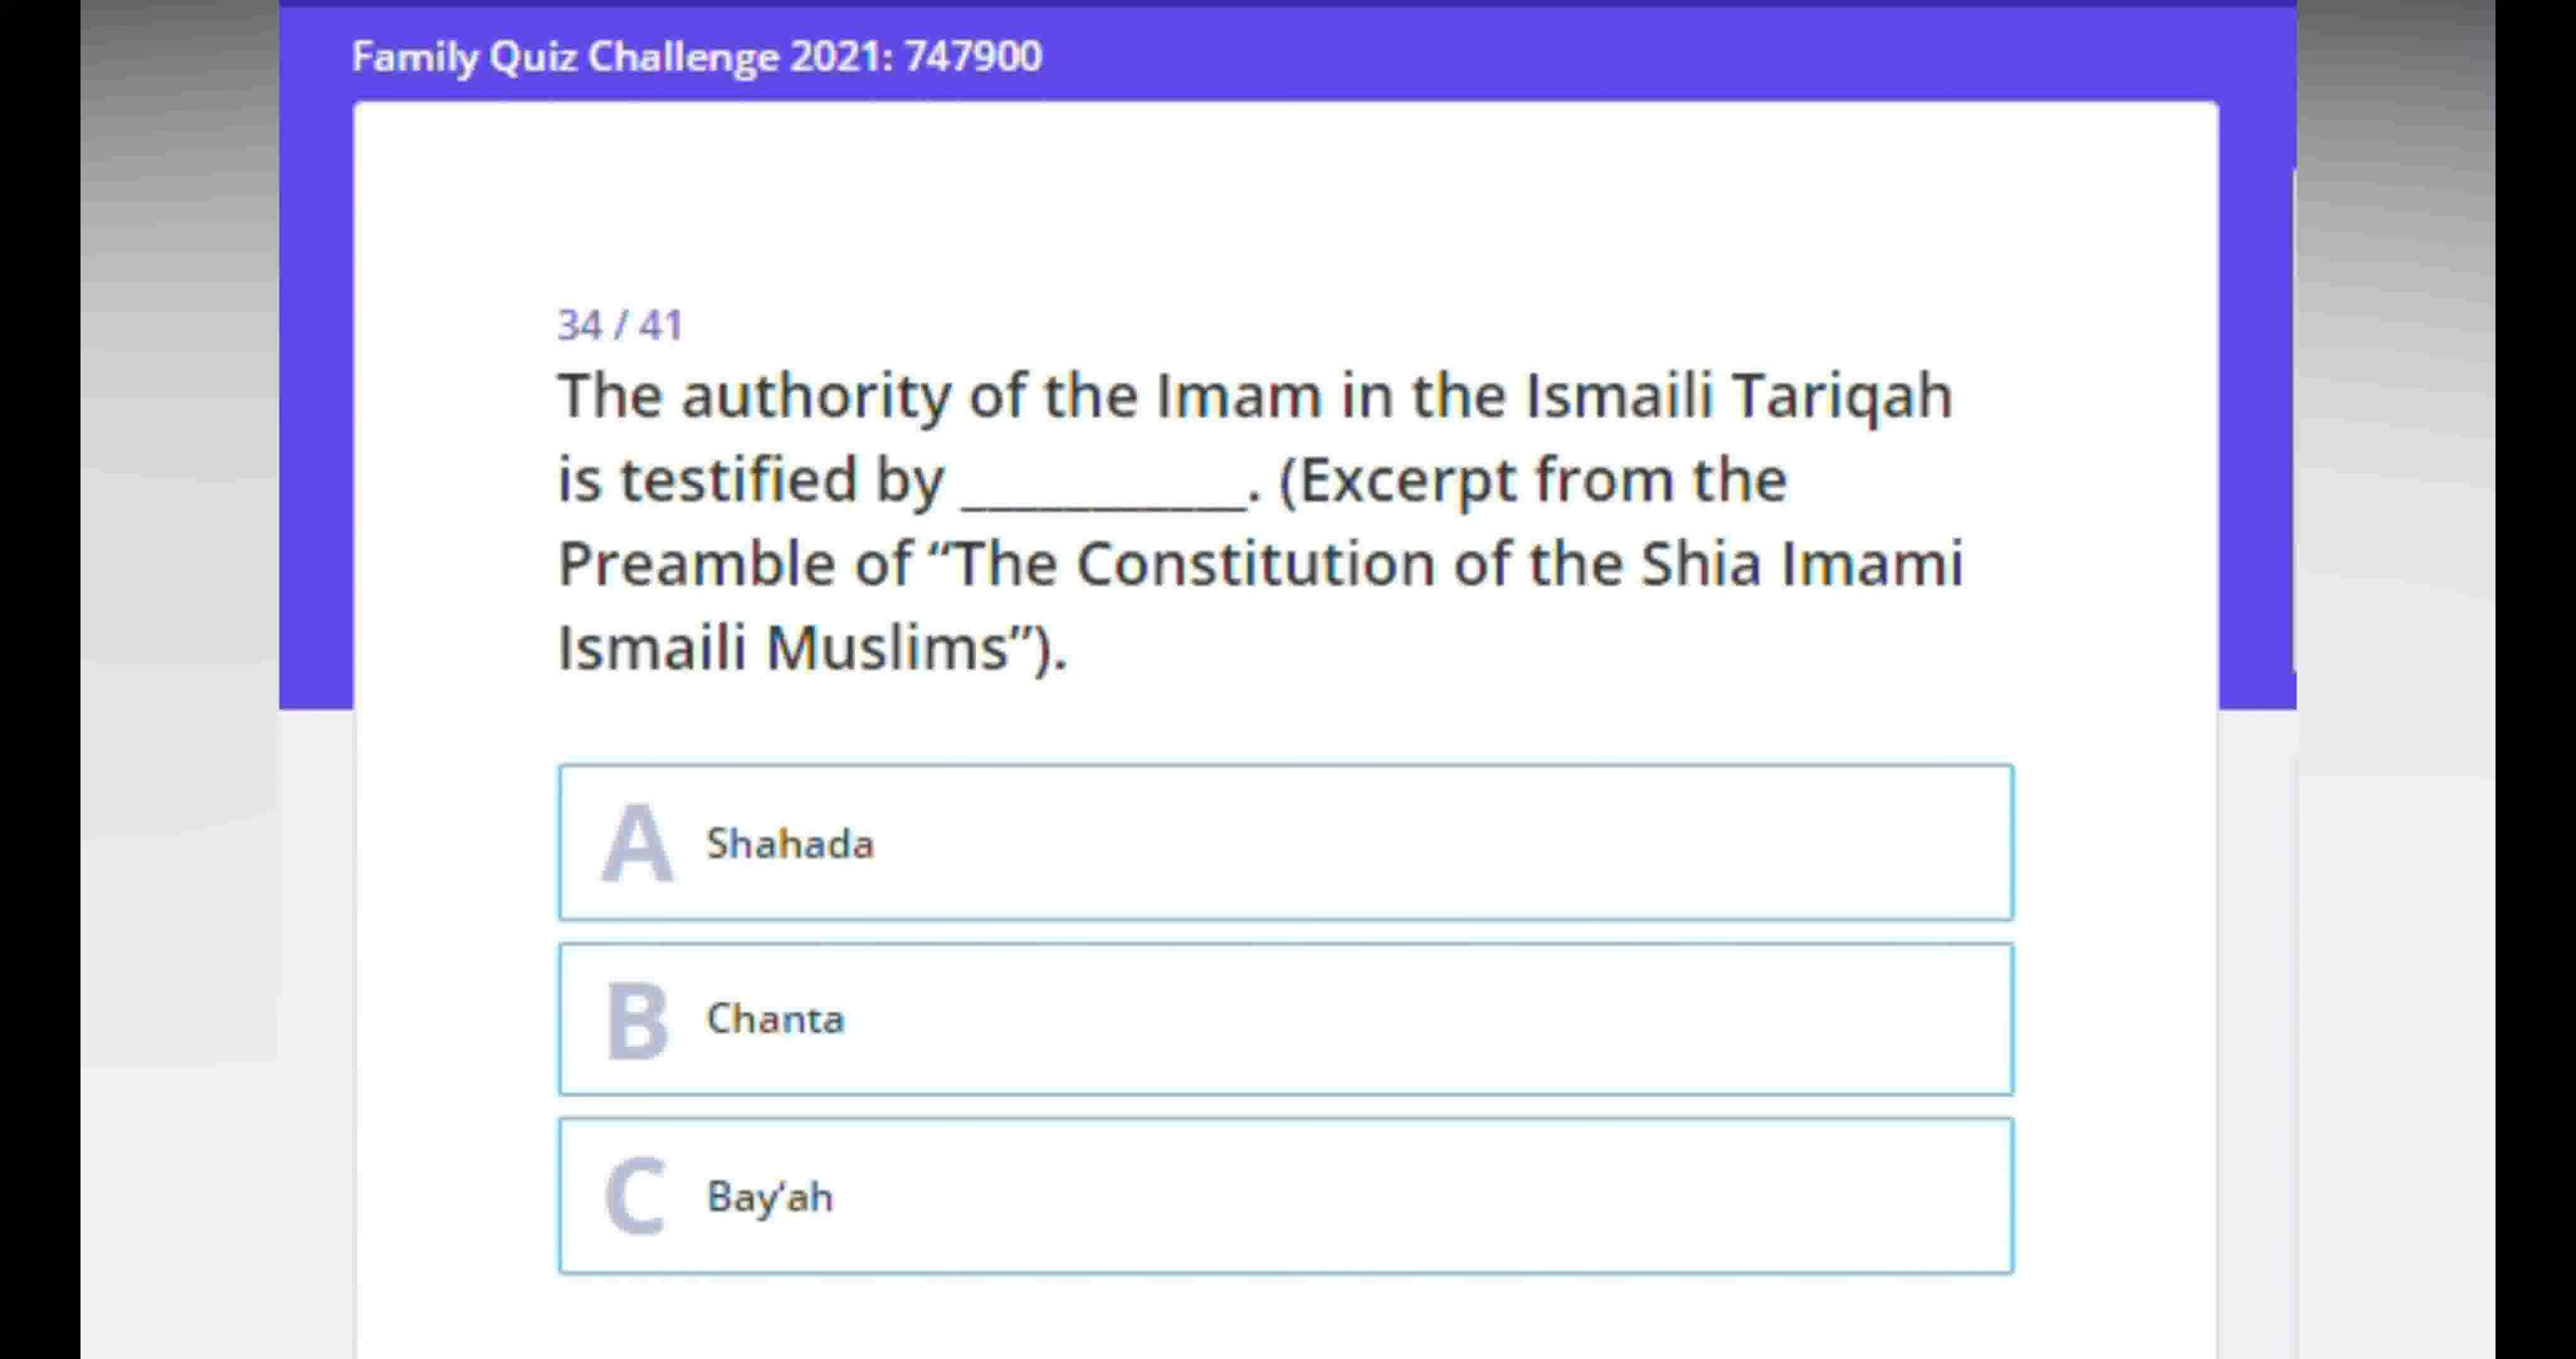 Family Quiz Challenge 2021: 747900
34 / 41
The authority of the Imam in the Ismaili Tariqah
is testified by ___________. (Excerpt from the
Preamble of “The Constitution of the Shia Imami
Ismaili Muslims”).
A Shahada
B Chanta
C Bay’ah